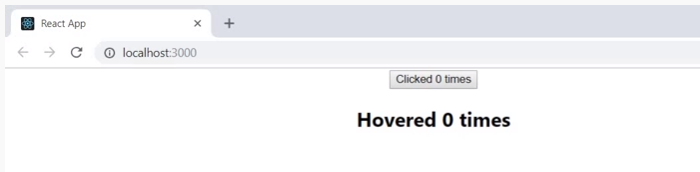 React App
localhost:3000
Clicked 0 times
Hovered 0 times